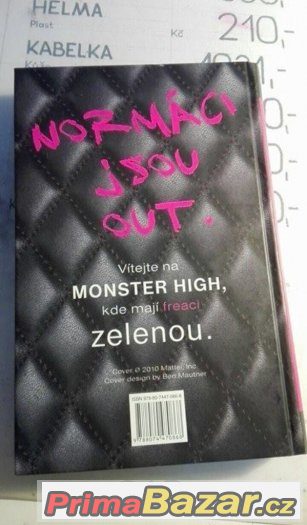 HELMA
Plast
Kč
210,-
KABELKA
NORMÁCI
JSOU
OUT.
Vítejte na
MONSTER HIGH,
kde mají freaci
zelenou.
Cover © 2010 Mattel, Inc.
Cover design by Ben Mautner
PrimaBazar.cz